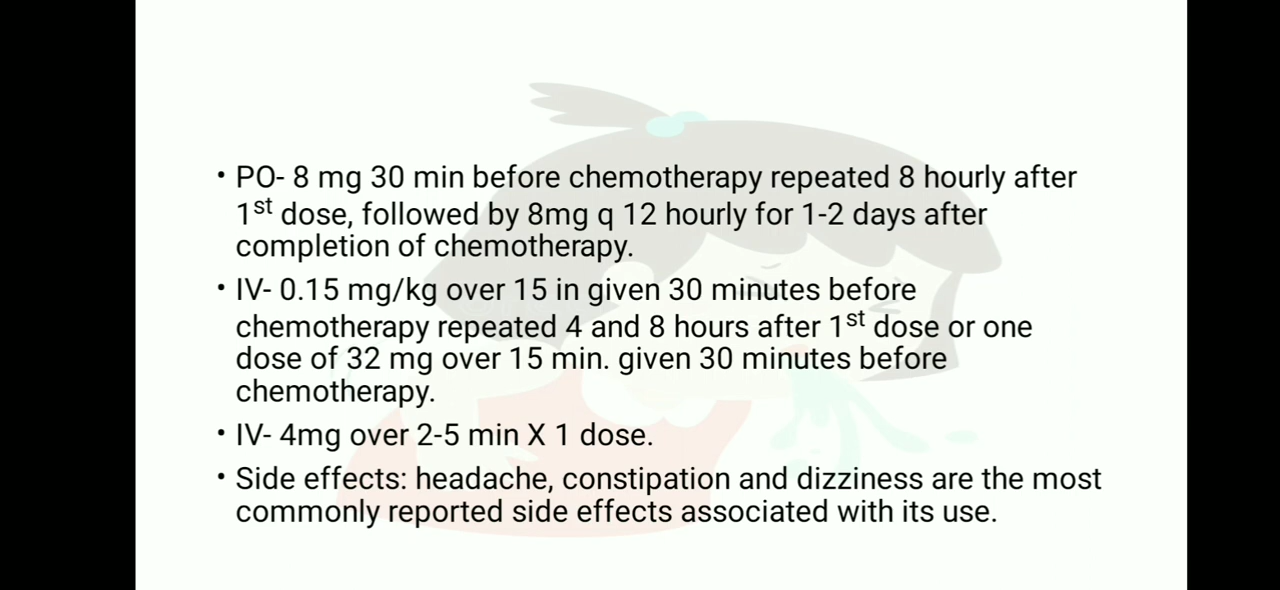 • PO- 8 mg 30 min before chemotherapy repeated 8 hourly after
1st dose, followed by 8mg q 12 hourly for 1-2 days after
completion of chemotherapy.
• IV- 0.15 mg/kg over 15 in given 30 minutes before
chemotherapy repeated 4 and 8 hours after 1st dose or one
dose of 32 mg over 15 min. given 30 minutes before
chemotherapy.
• IV- 4mg over 2-5 min X 1 dose.
• Side effects: headache, constipation and dizziness are the most
commonly reported side effects associated with its use.